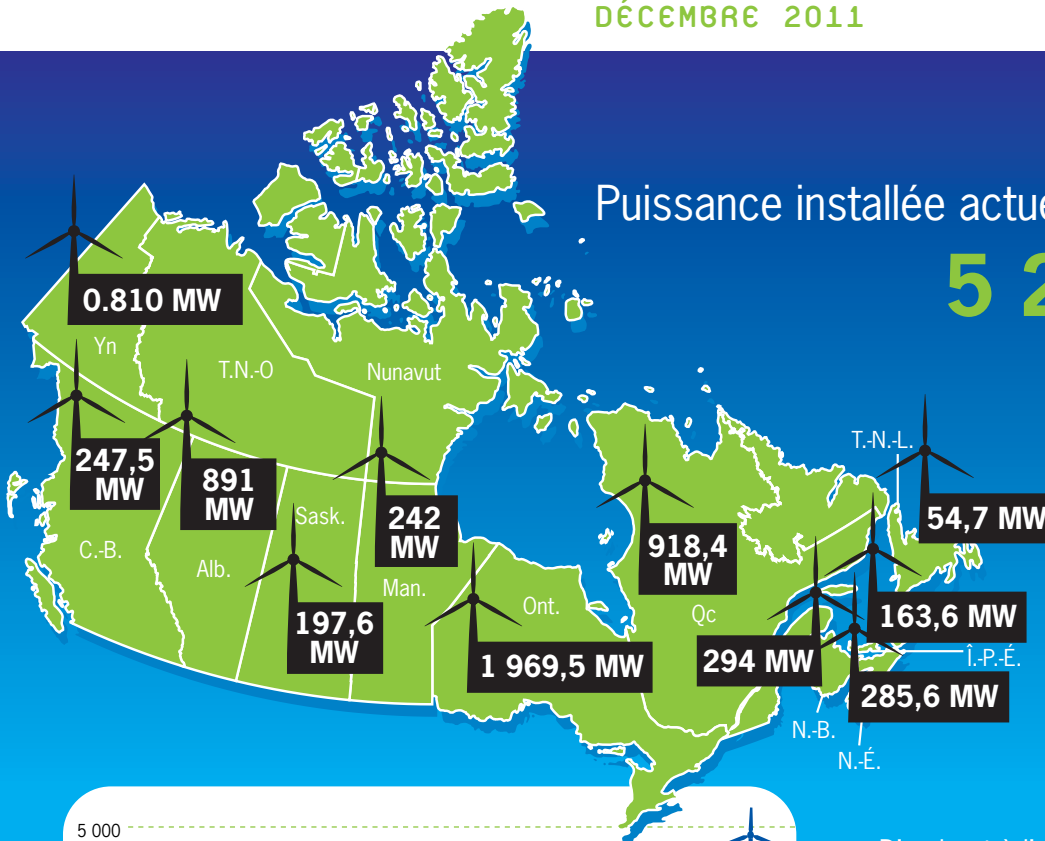 DÉCEMBRE 2011
Puissance installée
5 2
0.810 MW
Yn
T.N.-O
Nunavut
247,5
MW
891
MW
Sask.
242
MW
C.-B.
Alb.
Man.
197,6
MW
Ont.
1 969,5 MW
918,4
MW
Qc
T.-N.-L.
54,7 MW
163,6 MW
294 MW
Î.-P.-É.
285,6 MW
N.-B.
N.-É.
5 000